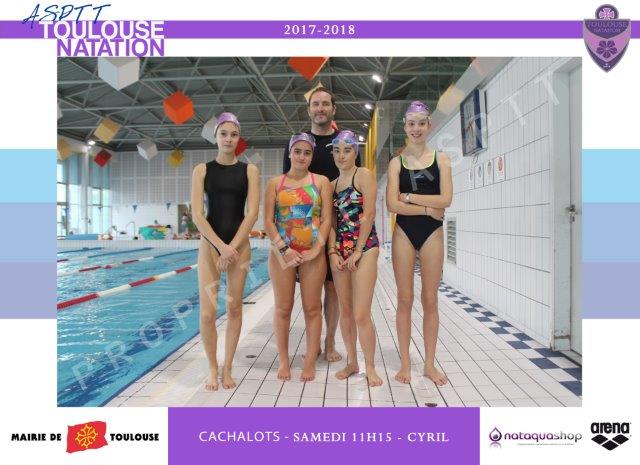 ASPTT
TOULOUSE
NATATION
2017-2018
TOULOUSE
NATATION
PROPRIETE ASPTT
MAIRIE DE TOULOUSE
CACHALOTS - SAMEDI 11H15 - CYRIL
nataquashop
arena